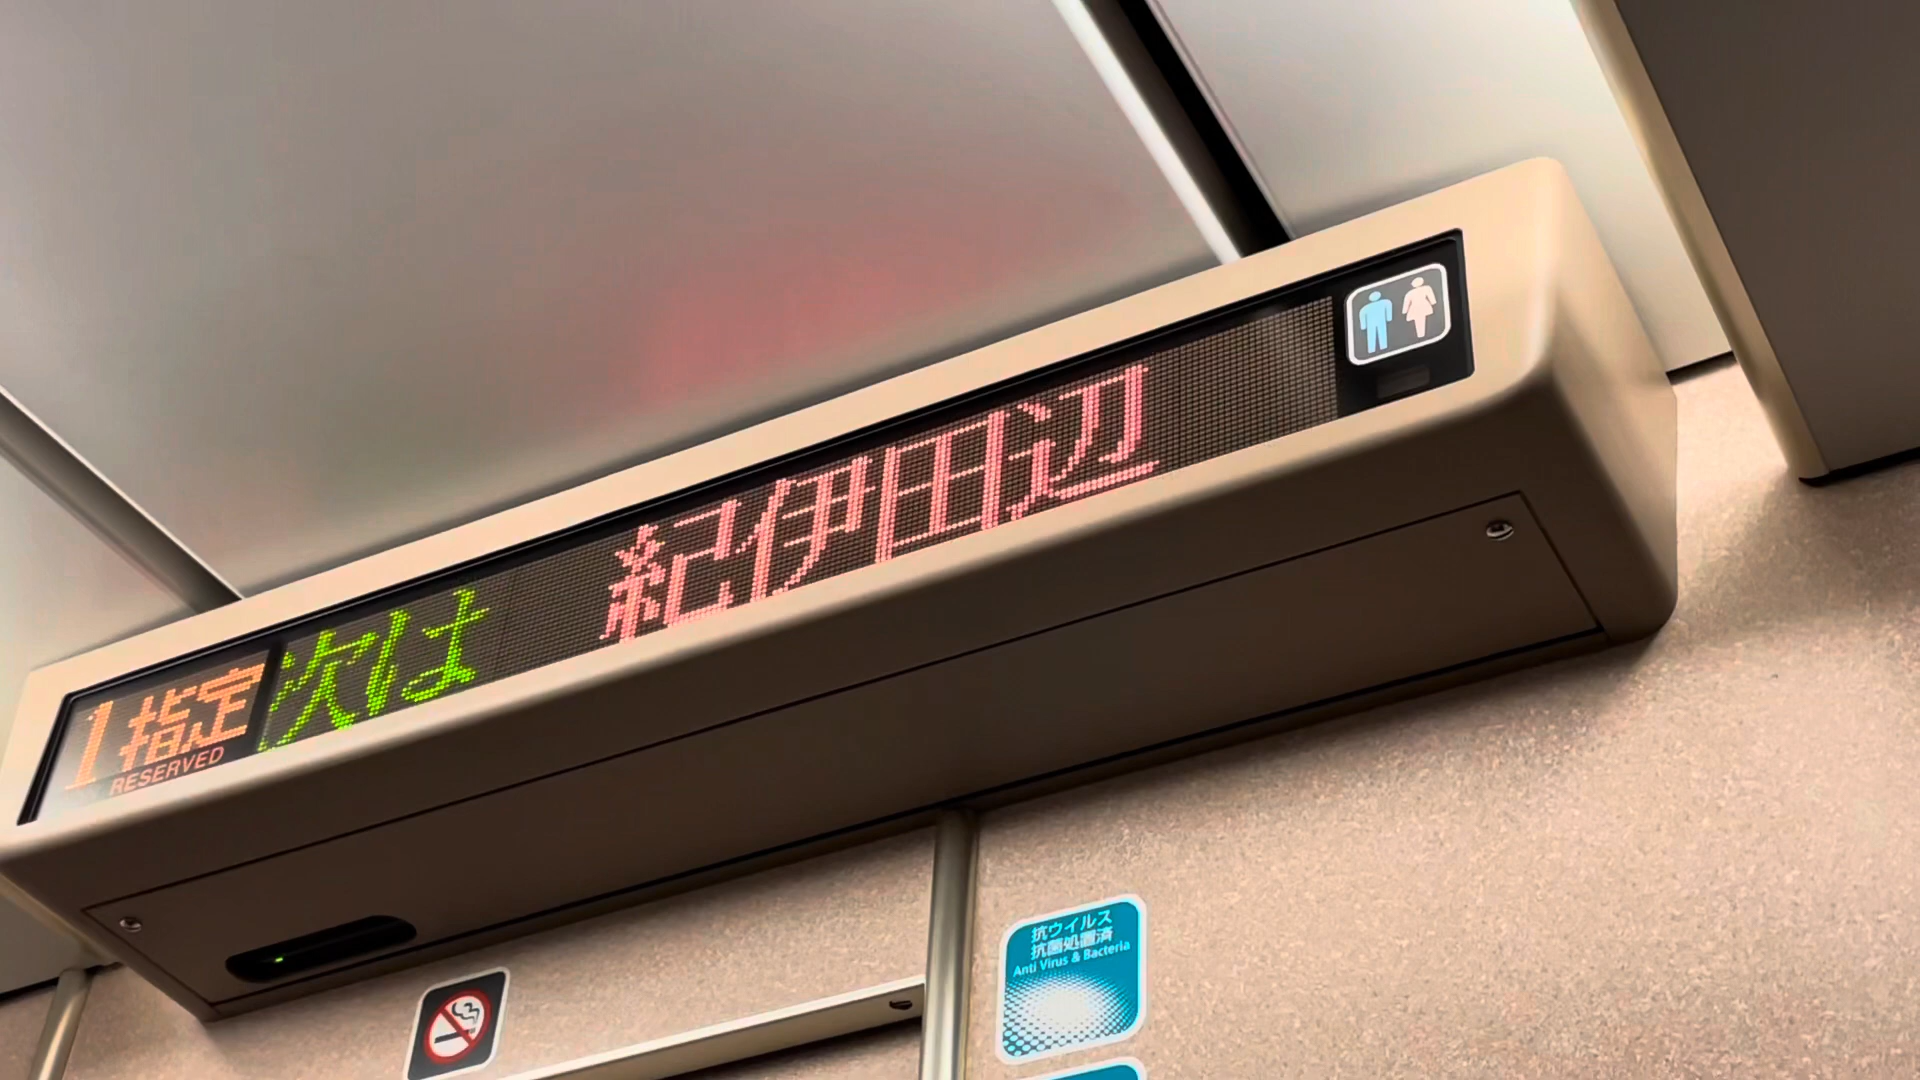 1 指定
RESERVED
次は 紀伊田辺
抗ウイルス
抗菌処置済
Anti Virus & Bacteria